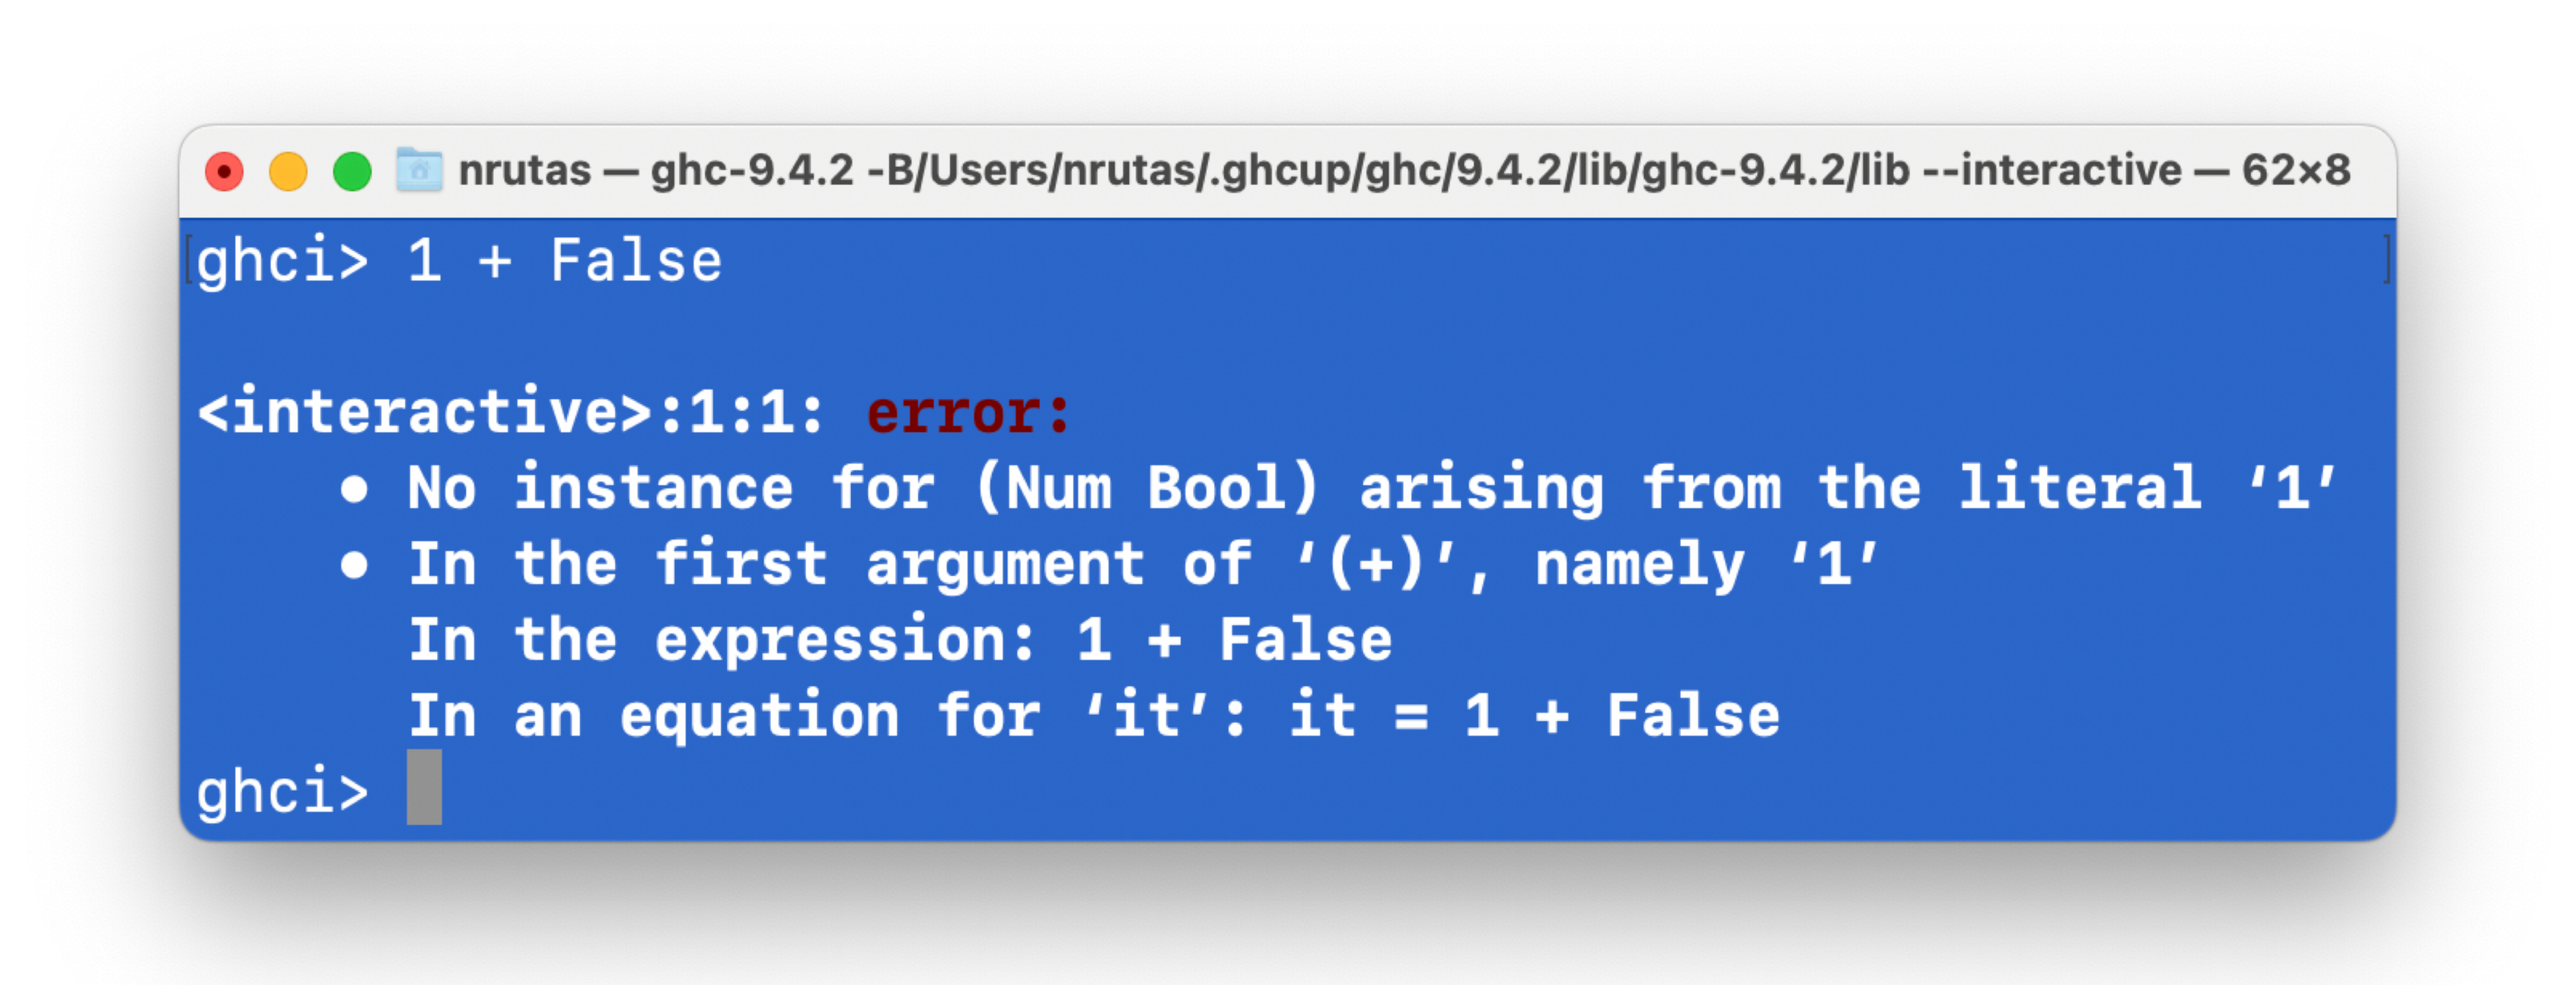 nrutas — ghc-9.4.2 -B/Users/nrutas/.ghcup/ghc/9.4.2/lib/ghc-9.4.2/lib --interactive — 62×8
[ghci> 1 + False ]
<interactive>:1:1: error:
• No instance for (Num Bool) arising from the literal ‘1’
• In the first argument of ‘(+)’, namely ‘1’
In the expression: 1 + False
In an equation for ‘it’: it = 1 + False
ghci>